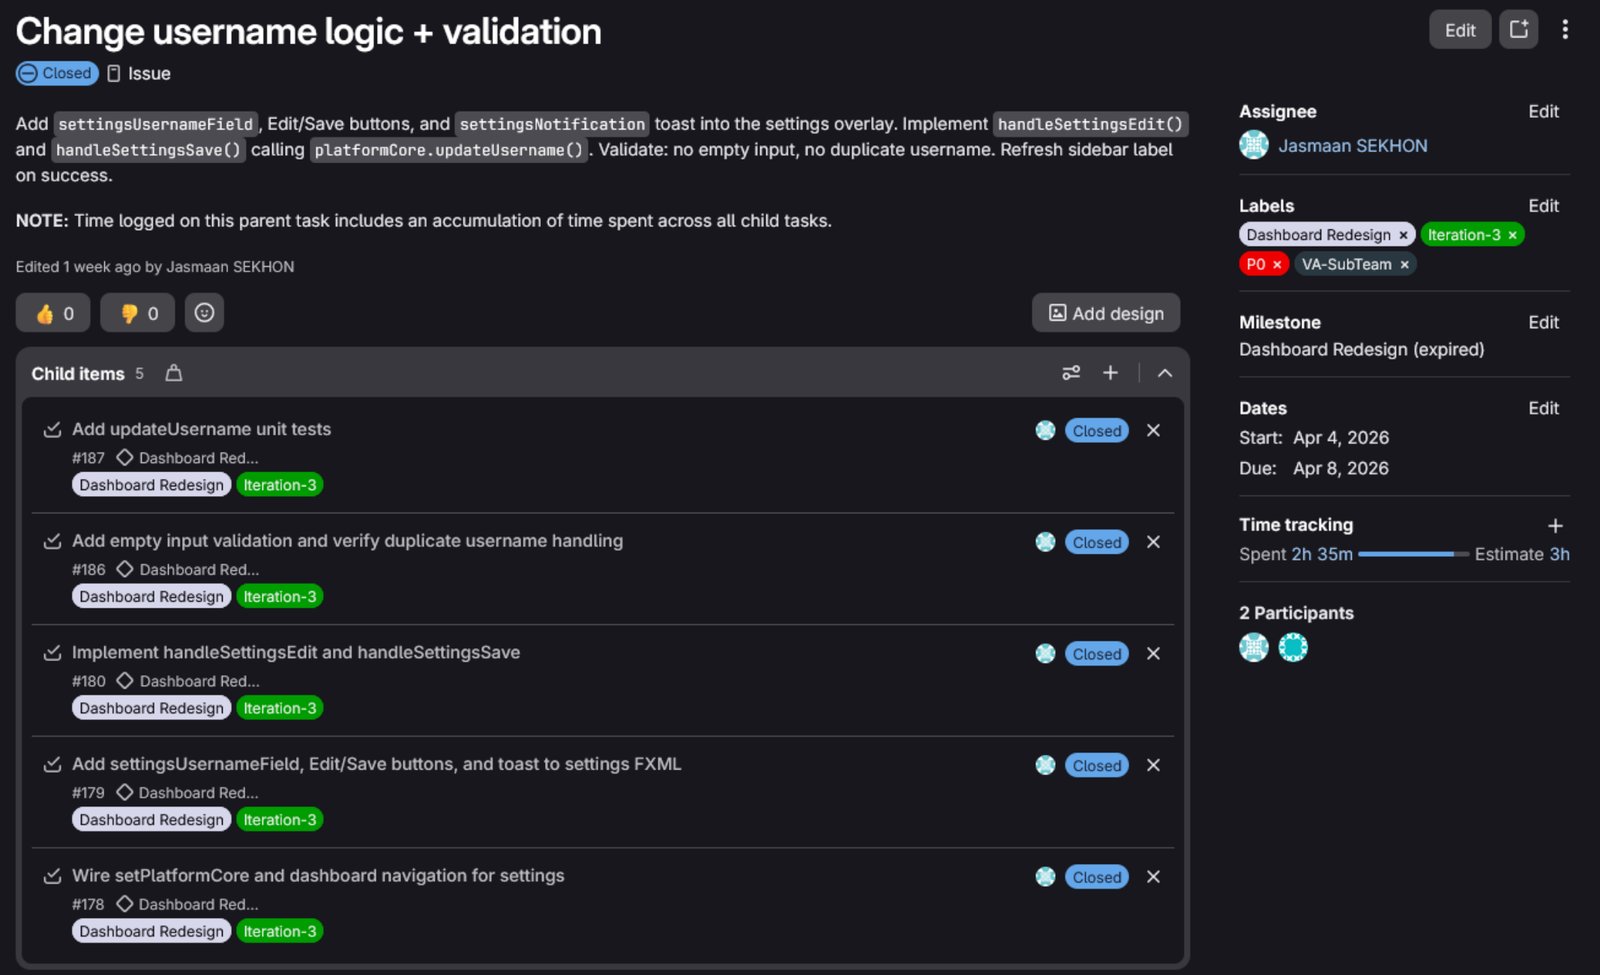 Change username logic + validation
Edit
Closed Issue
Add settingsUsernameField, Edit/Save buttons, and settingsNotification toast into the settings overlay. Implement handleSettingsEdit()
and handleSettingsSave() calling platformCore.updateUsername(). Validate: no empty input, no duplicate username. Refresh sidebar label
on success.
NOTE: Time logged on this parent task includes an accumulation of time spent across all child tasks.
Edited 1 week ago by Jasmaan SEKHON
👍 0 👎 0
Add design
Child items 5
Add updateUsername unit tests
Closed
#187 Dashboard Red...
Dashboard Redesign Iteration-3
Add empty input validation and verify duplicate username handling
Closed
#186 Dashboard Red...
Dashboard Redesign Iteration-3
Implement handleSettingsEdit and handleSettingsSave
Closed
#180 Dashboard Red...
Dashboard Redesign Iteration-3
Add settingsUsernameField, Edit/Save buttons, and toast to settings FXML
Closed
#179 Dashboard Red...
Dashboard Redesign Iteration-3
Wire setPlatformCore and dashboard navigation for settings
Closed
#178 Dashboard Red...
Dashboard Redesign Iteration-3
Assignee Edit
Jasmaan SEKHON
Labels Edit
Dashboard Redesign × Iteration-3 ×
P0 × VA-SubTeam ×
Milestone Edit
Dashboard Redesign (expired)
Dates Edit
Start: Apr 4, 2026
Due: Apr 8, 2026
Time tracking
Spent 2h 35m Estimate 3h
2 Participants